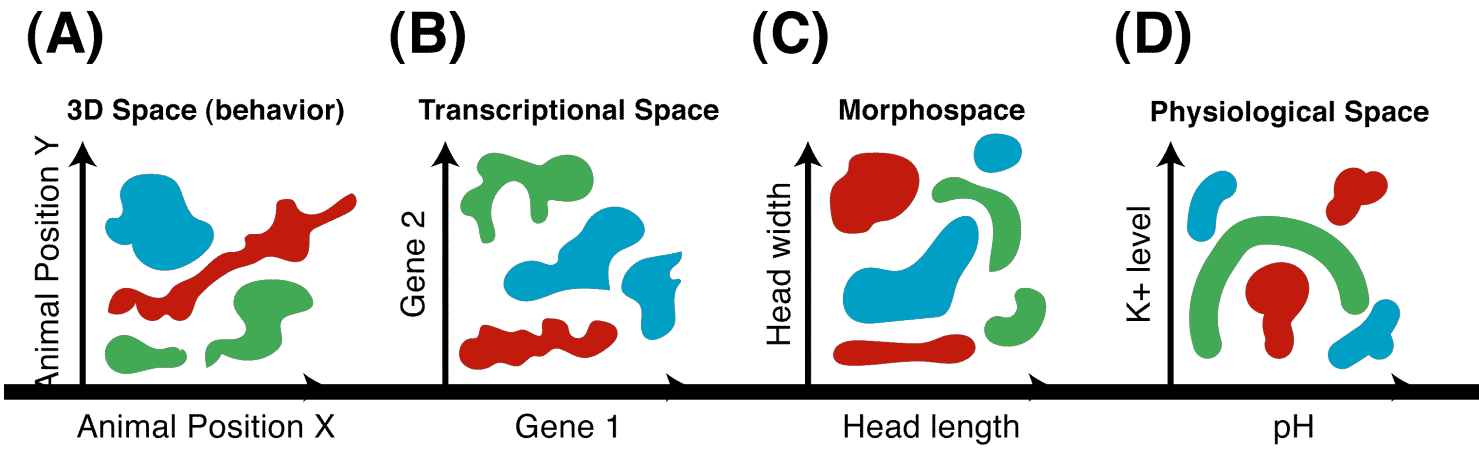 (A)
3D Space (behavior)
Animal Position Y
Animal Position X
(B)
Transcriptional Space
Gene 2
Gene 1
(C)
Morphospace
Head width
Head length
(D)
Physiological Space
K+ level
pH